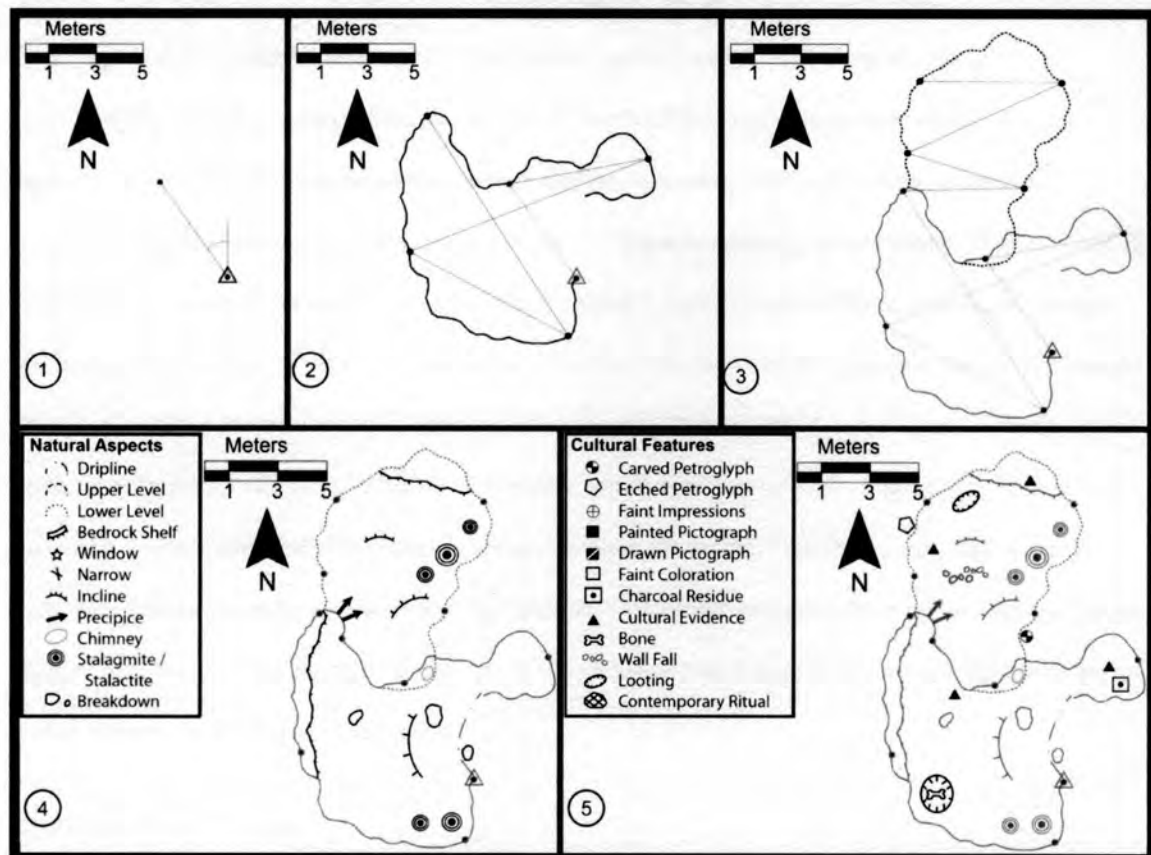 Meters
1 3 5
N
1
Meters
1 3 5
N
2
Meters
1 3 5
N
3
Natural Aspects
Dripline
Upper Level
Lower Level
Bedrock Shelf
Window
Narrow
Incline
Precipice
Chimney
Stalagmite /
Stalactite
Breakdown
Meters
1 3 5
N
4
Cultural Features
Carved Petroglyph
Etched Petroglyph
Faint Impressions
Painted Pictograph
Drawn Pictograph
Faint Coloration
Charcoal Residue
Cultural Evidence
Bone
Wall Fall
Looting
Contemporary Ritual
Meters
1 3 5
N
5